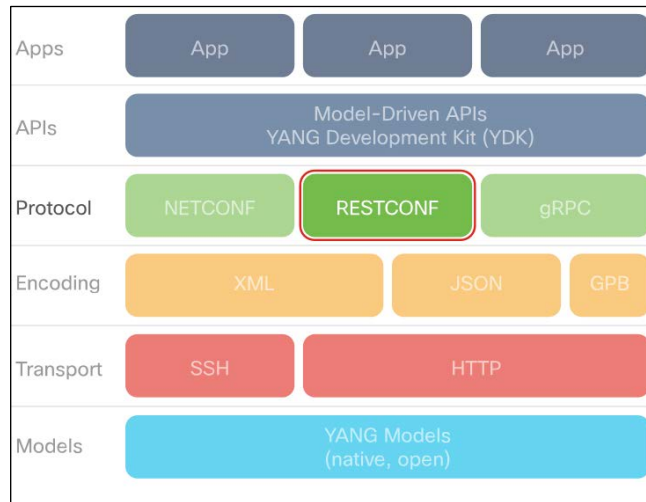 Apps App App App
APIs Model-Driven APIs
YANG Development Kit (YDK)
Protocol NETCONF RESTCONF gRPC
Encoding XML JSON GPB
Transport SSH HTTP
Models YANG Models
(native, open)